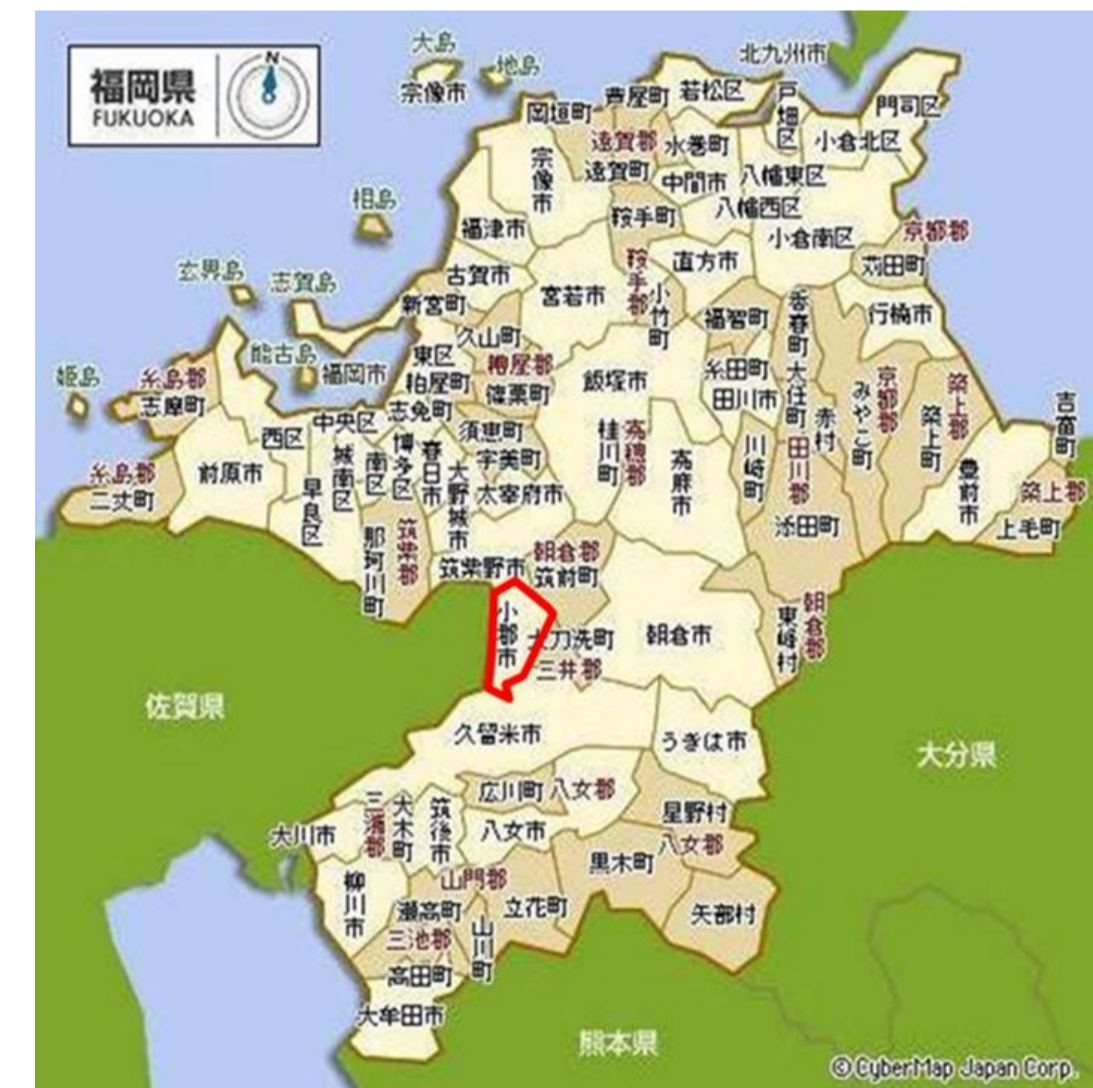 福岡県
FUKUOKA
N
大島
宗像市
地島
北九州市
岡垣町
芦屋町
若松区
戸畑区
門司区
遠賀郡
水巻町
小倉北区
宗像市
遠賀町
中間市
八幡東区
相島
鞍手町
八幡西区
福津市
小倉南区
京都郡
鞍手郡
直方市
苅田町
玄界島
志賀島
古賀市
宮若市
小竹町
新宮町
福智町
香春町
行橋市
久山町
能古島
福岡市
東区
糟屋郡
飯塚市
糸田町
大任町
姫島
糸島郡
志摩町
粕屋町
篠栗町
田川市
赤村
みやこ町
京都郡
築上町
築上郡
吉富町
中央区
志免町
須恵町
桂川町
嘉穂郡
嘉麻市
川崎町
田川郡
西区
城南区
南区
博多区
春日市
大野城市
宇美町
太宰府市
豊前市
糸島郡
二丈町
前原市
早良区
那珂川町
筑紫郡
築上郡
上毛町
添田町
筑紫野市
朝倉郡
筑前町
小郡市
大刀洗町
三井郡
朝倉市
東峰村
朝倉郡
佐賀県
久留米市
うきは市
大分県
広川町
八女郡
星野村
大川市
三潴郡
大木町
筑後市
八女市
八女郡
黒木町
柳川市
山門郡
瀬高町
立花町
矢部村
三池郡
山川町
高田町
大牟田市
熊本県
© CyberMap Japan Corp.